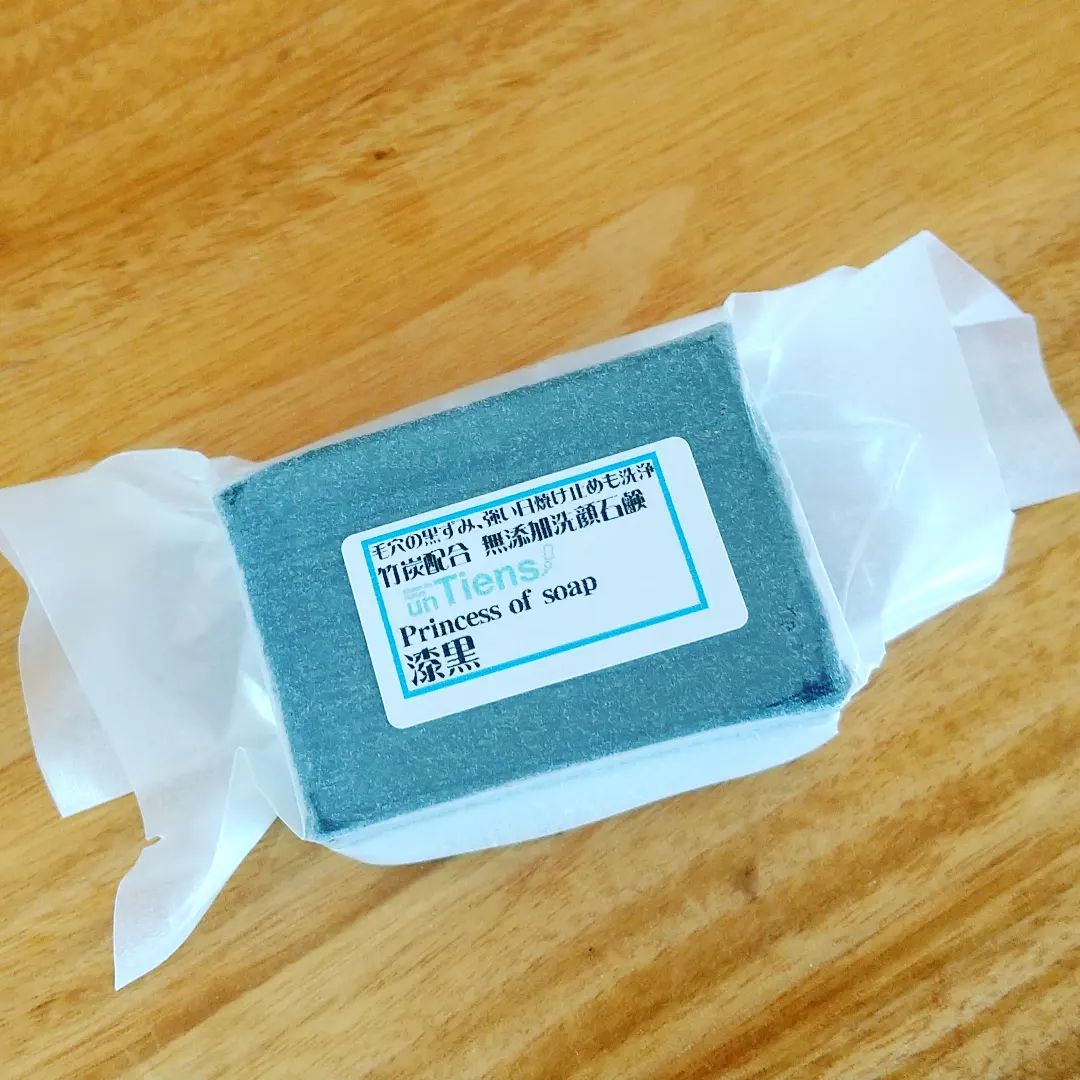 毛穴の黒ずみ、強い日焼け止めも洗浄
竹炭配合 無添加洗顔石鹸
un Tiens
Princess of soap
漆黒